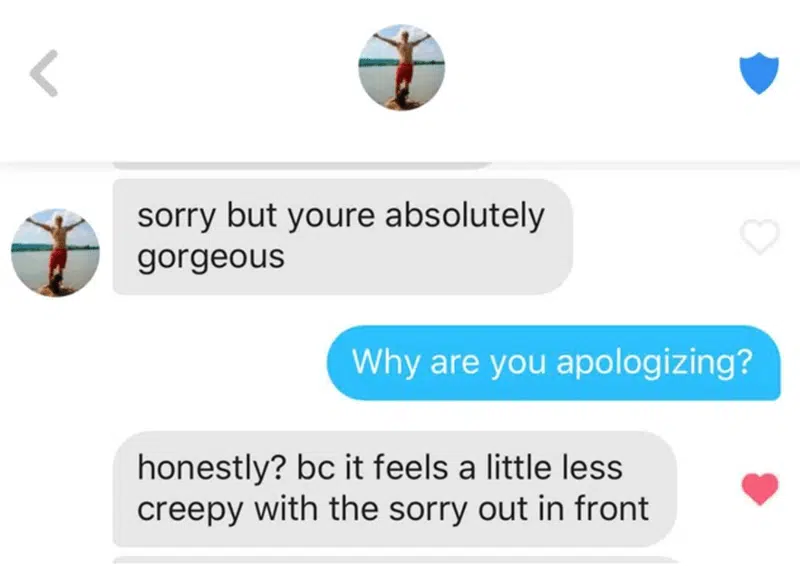 sorry but youre absolutely
gorgeous
Why are you apologizing?
honestly? bc it feels a little less
creepy with the sorry out in front